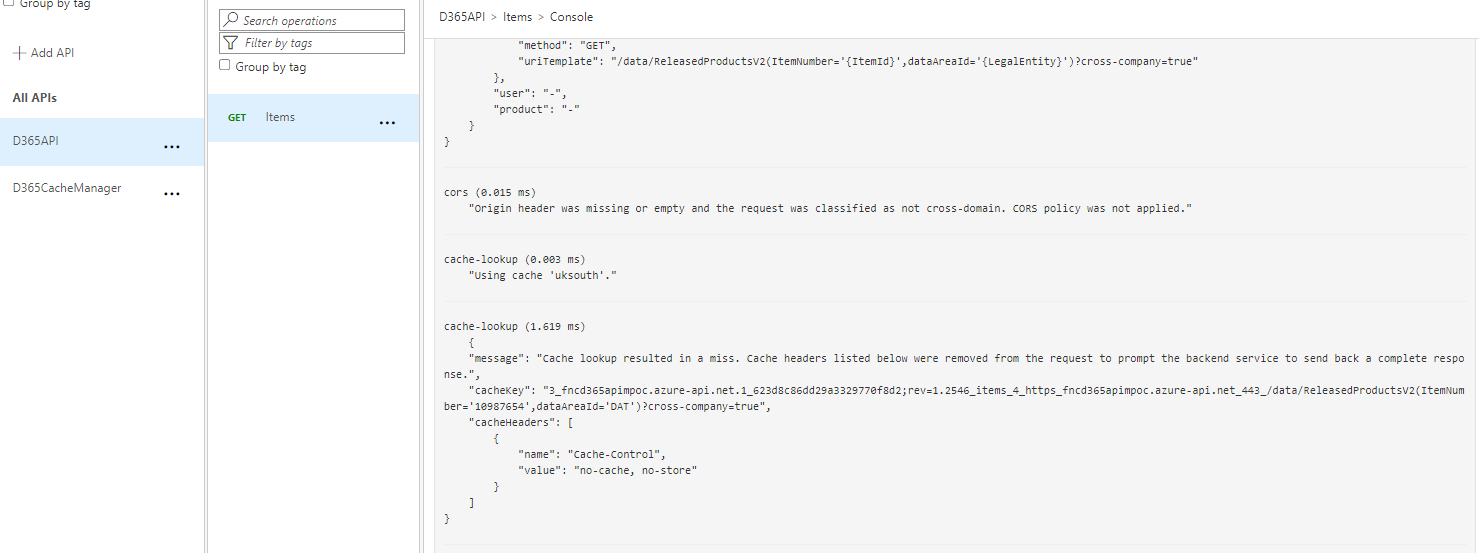 Group by tag
Add API
All APIs
D365API
...
D365CacheManager
...
Search operations
Filter by tags
Group by tag
GET Items ...
D365API > Items > Console
"method": "GET",
"uriTemplate": "/data/ReleasedProductsV2(ItemNumber='{ItemId}',dataAreaId='{LegalEntity}')?cross-company=true"
},
"user": "-",
"product": "-"
}
}
cors (0.015 ms)
"Origin header was missing or empty and the request was classified as not cross-domain. CORS policy was not applied."
cache-lookup (0.003 ms)
"Using cache 'uksouth'."
cache-lookup (1.619 ms)
{
"message": "Cache lookup resulted in a miss. Cache headers listed below were removed from the request to prompt the backend service to send back a complete respo
nse.",
"cacheKey": "3_fncd365apimpoc.azure-api.net.1_623d8c86dd29a3329770f8d2;rev=1.2546_items_4_https_fncd365apimpoc.azure-api.net_443_/data/ReleasedProductsV2(ItemNum
ber='10987654',dataAreaId='DAT')?cross-company=true",
"cacheHeaders": [
{
"name": "Cache-Control",
"value": "no-cache, no-store"
}
]
}